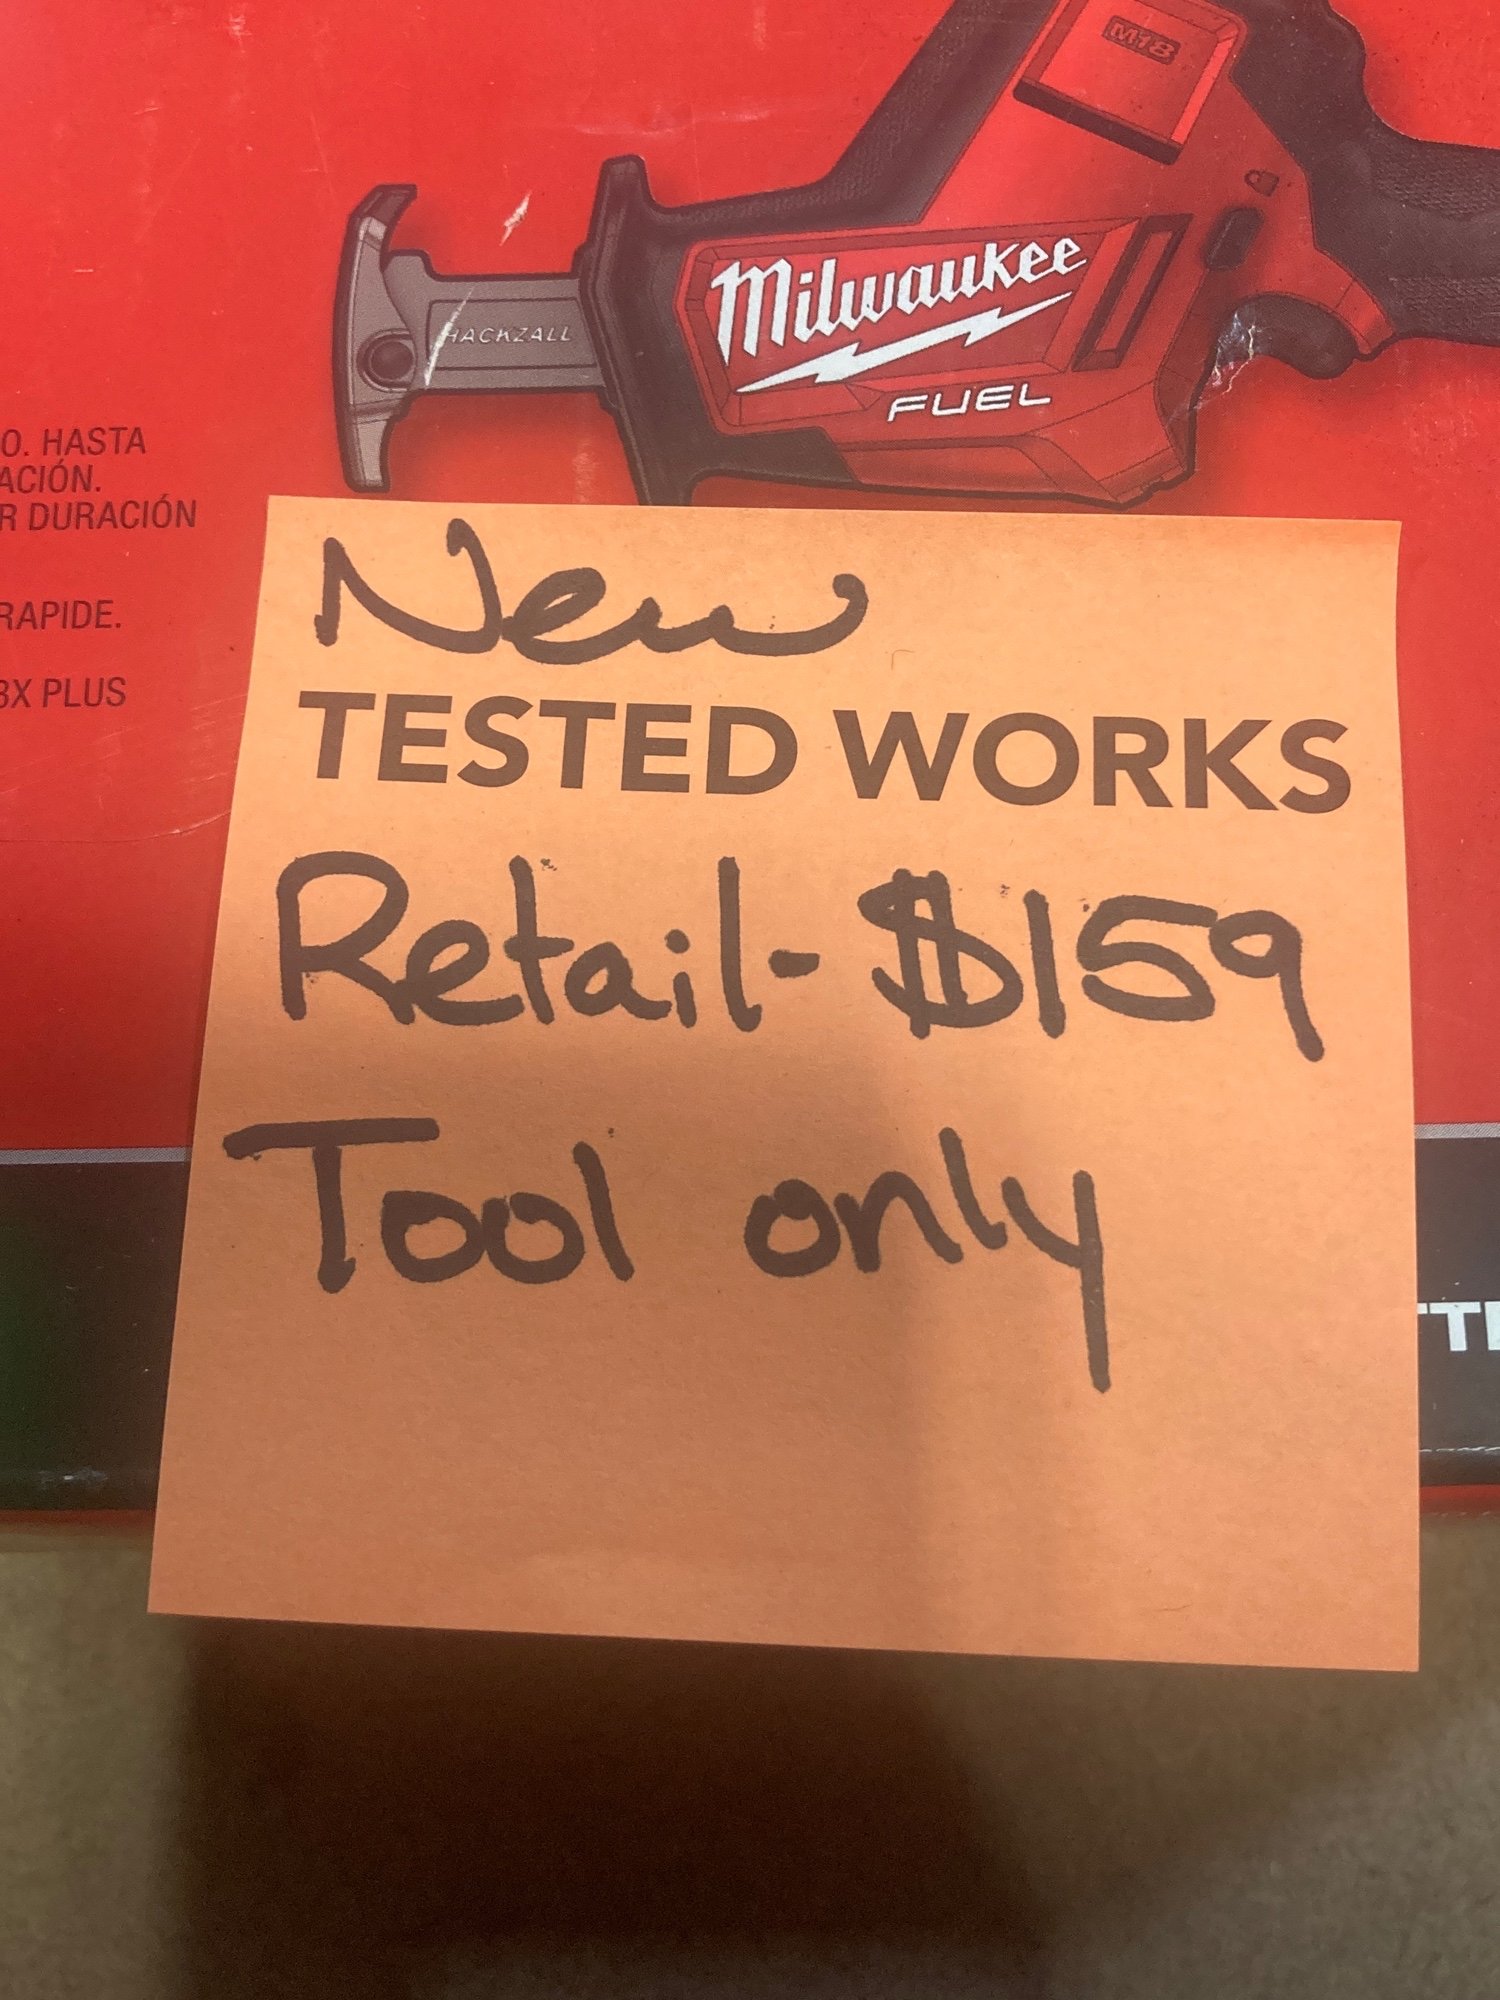 M18
Milwaukee
HACKZALL
FUEL
O. HASTA
ACIÓN.
R DURACIÓN
RAPIDE.
3X PLUS
New
TESTED WORKS
Retail-$159
Tool only